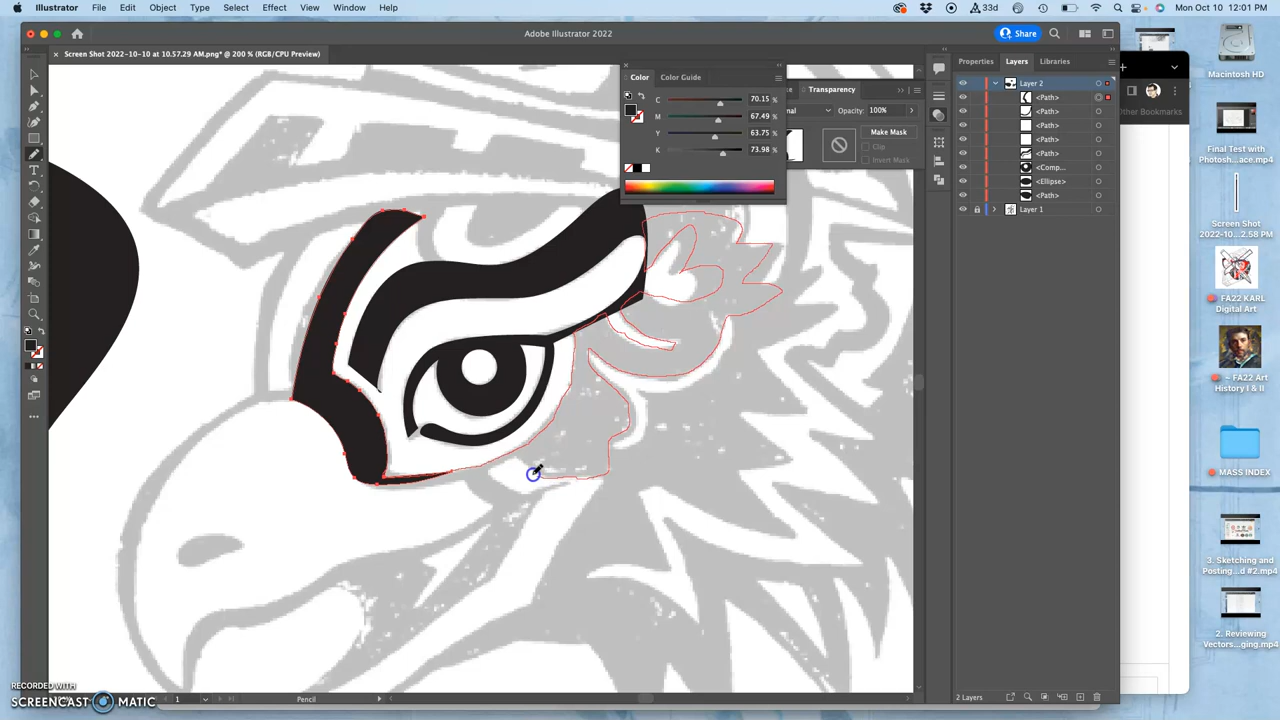 Illustrator File Edit Object Type Select Effect View Window Help
33d
Mon Oct 10 12:01 PM
Adobe Illustrator 2022
Share
× Screen Shot 2022-10-10 at 10.57.29 AM.png* @ 200 % (RGB/CPU Preview)
Color Color Guide
C 70.15 %
M 67.49 %
Y 63.75 %
K 73.98 %
Transparency
Opacity: 100%
Make Mask
Clip
Invert Mask
Properties Layers Libraries
Layer 2
<Path>
<Path>
<Path>
<Path>
<Path>
<Comp...
<Ellipse>
<Path>
Layer 1
2 Layers
Other Bookmarks
Macintosh HD
Final Test with
Photosh...ace.mp4
Screen Shot
2022-10...2.58 PM
FA22 KARL
Digital Art
~ FA22 Art
History I & II
MASS INDEX
3. Sketching and
Posting...d #2.mp4
2. Reviewing
Vectors...ging.mp4
1 Pencil
RECORDED WITH
SCREENCAST MATIC